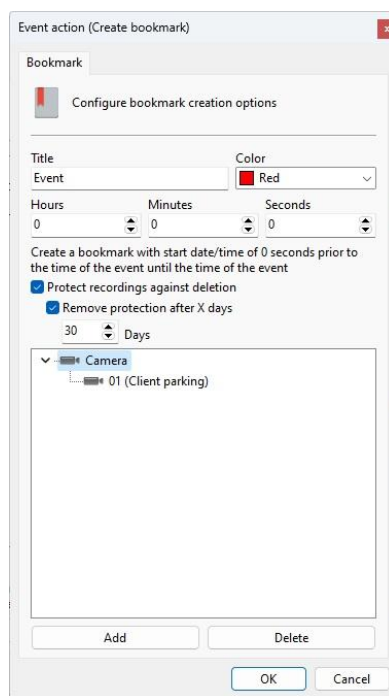 Event action (Create bookmark)
x
Bookmark
Configure bookmark creation options
Title
Color
Event
Red
Hours
Minutes
Seconds
0
0
0
Create a bookmark with start date/time of 0 seconds prior to
the time of the event until the time of the event
Protect recordings against deletion
Remove protection after X days
30
Days
Camera
01 (Client parking)
Add
Delete
OK
Cancel